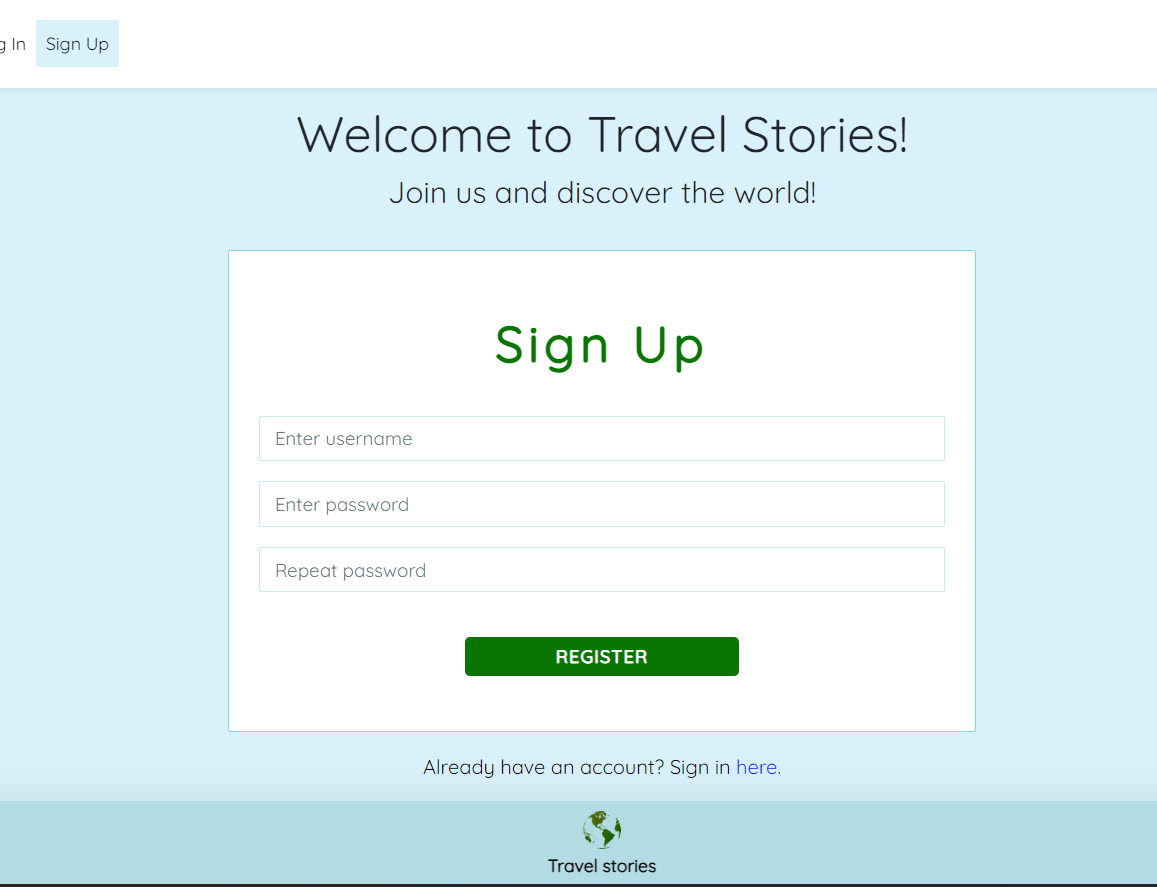 g In Sign Up
Welcome to Travel Stories!
Join us and discover the world!
Sign Up
Enter username
Enter password
Repeat password
REGISTER
Already have an account? Sign in here.
Travel stories